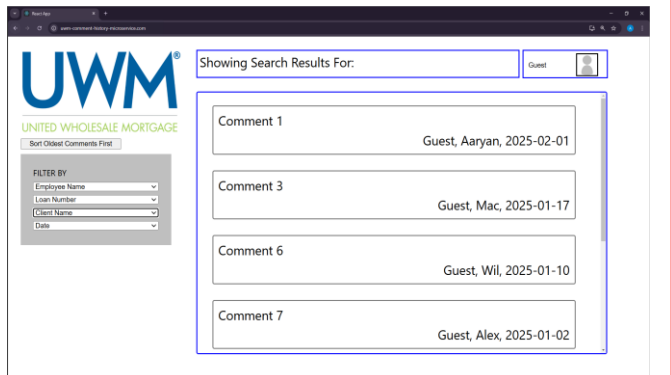 React App
uwm-comment-history-microservice.com
UWM®
UNITED WHOLESALE MORTGAGE
Sort Oldest Comments First
FILTER BY
Employee Name
Loan Number
Client Name
Date
Showing Search Results For:
Guest
Comment 1
Guest, Aaryan, 2025-02-01
Comment 3
Guest, Mac, 2025-01-17
Comment 6
Guest, Wil, 2025-01-10
Comment 7
Guest, Alex, 2025-01-02